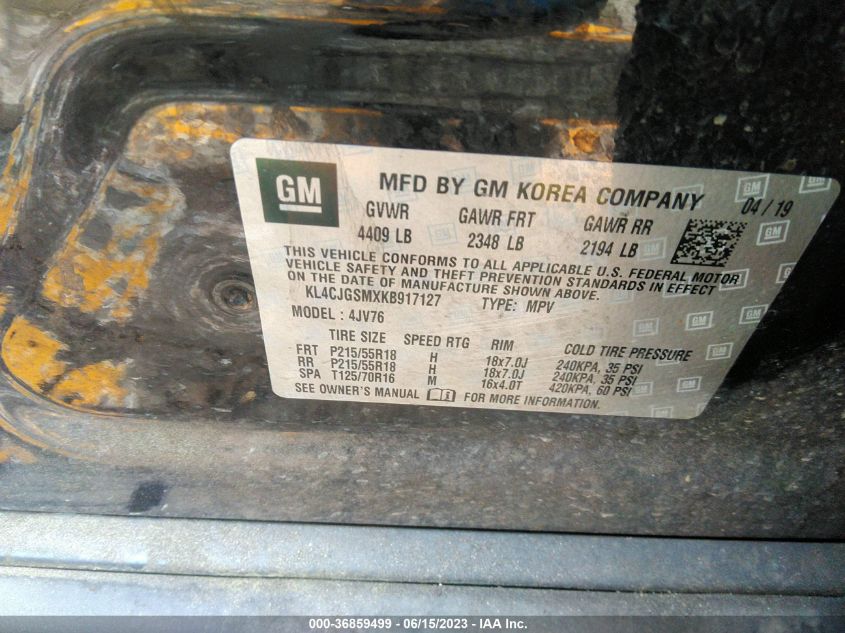 GM
MFD BY GM KOREA COMPANY 04 / 19
GVWR GAWR FRT GAWR RR
4409 LB 2348 LB 2194 LB
THIS VEHICLE CONFORMS TO ALL APPLICABLE U.S. FEDERAL MOTOR
VEHICLE SAFETY AND THEFT PREVENTION STANDARDS IN EFFECT
ON THE DATE OF MANUFACTURE SHOWN ABOVE.
KL4CJGSMXKB917127 TYPE: MPV
MODEL : 4JV76
TIRE SIZE SPEED RTG RIM COLD TIRE PRESSURE
FRT P215/55R18 H 18x7.0J 240KPA, 35 PSI
RR P215/55R18 H 18x7.0J 240KPA, 35 PSI
SPA T125/70R16 M 16x4.0T 420KPA, 60 PSI
SEE OWNER'S MANUAL FOR MORE INFORMATION.
000-36859499 - 06/15/2023 - © IAA Inc.